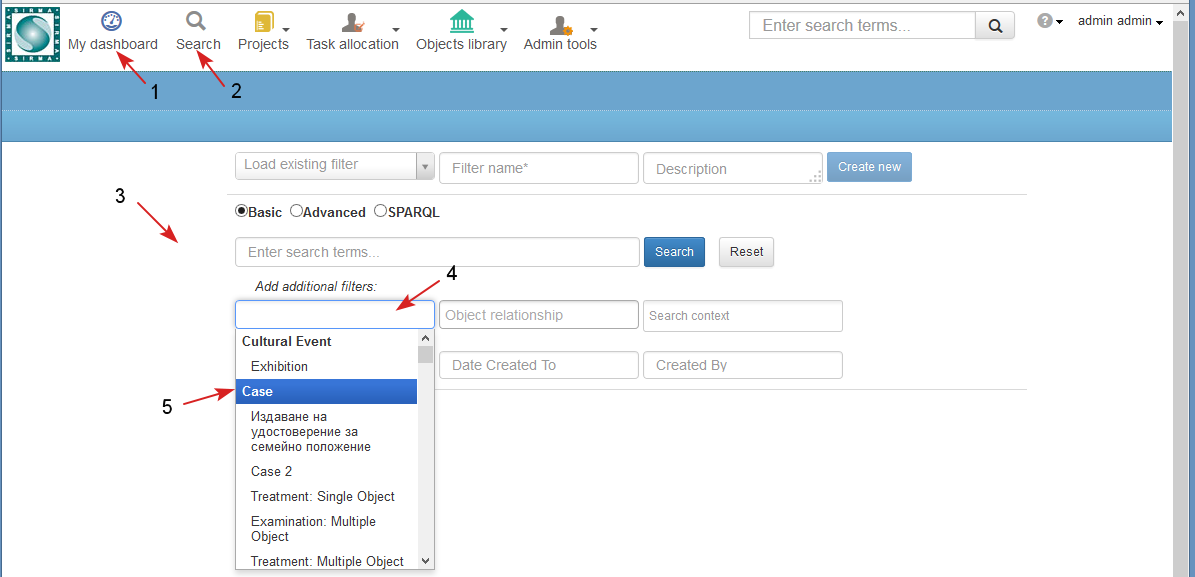 SIRMA
My dashboard
Search
Projects
Task allocation
Objects library
Admin tools
Enter search terms...
?
admin admin
1
2
Load existing filter
Filter name*
Description
Create new
3
Basic
Advanced
SPARQL
Enter search terms...
Search
Reset
4
Add additional filters:
Object relationship
Search context
Cultural Event
Exhibition
Date Created To
Created By
5
Case
Издаване на
удостоверение за
семейно положение
Case 2
Treatment: Single Object
Examination: Multiple
Object
Treatment: Multiple Object